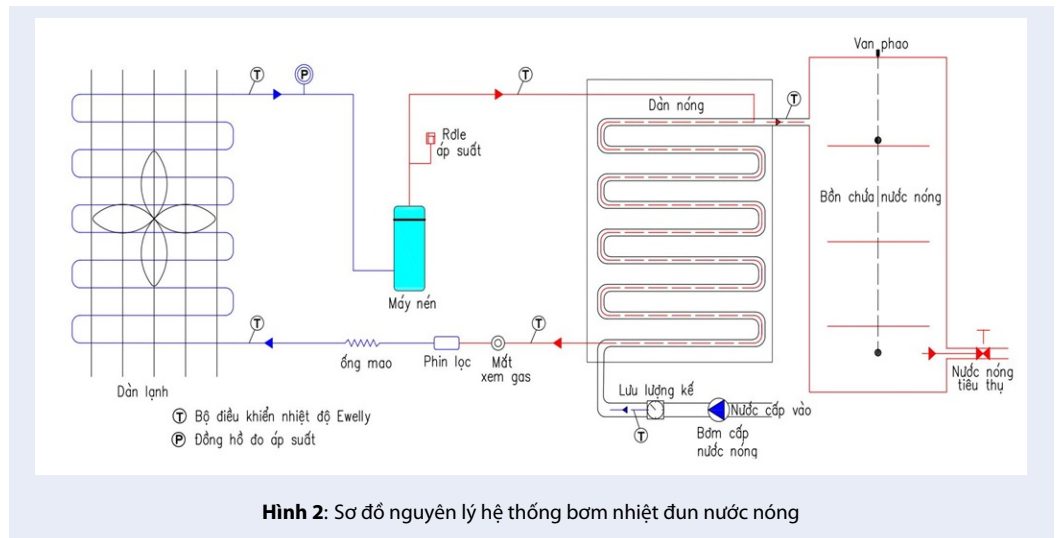 Van phao
T
P
T
Dàn nóng
T
Rơle
áp suất
Bồn chứa nước nóng
Máy nén
T
T
ống mao
Phin lọc
Mắt
xem gas
Nước nóng
tiêu thụ
Dàn lạnh
Lưu lượng kế
Nước cấp vào
T
Bơm cấp
nước nóng
T Bộ điều khiển nhiệt độ Ewelly
P Đồng hồ đo áp suất
Hình 2: Sơ đồ nguyên lý hệ thống bơm nhiệt đun nước nóng